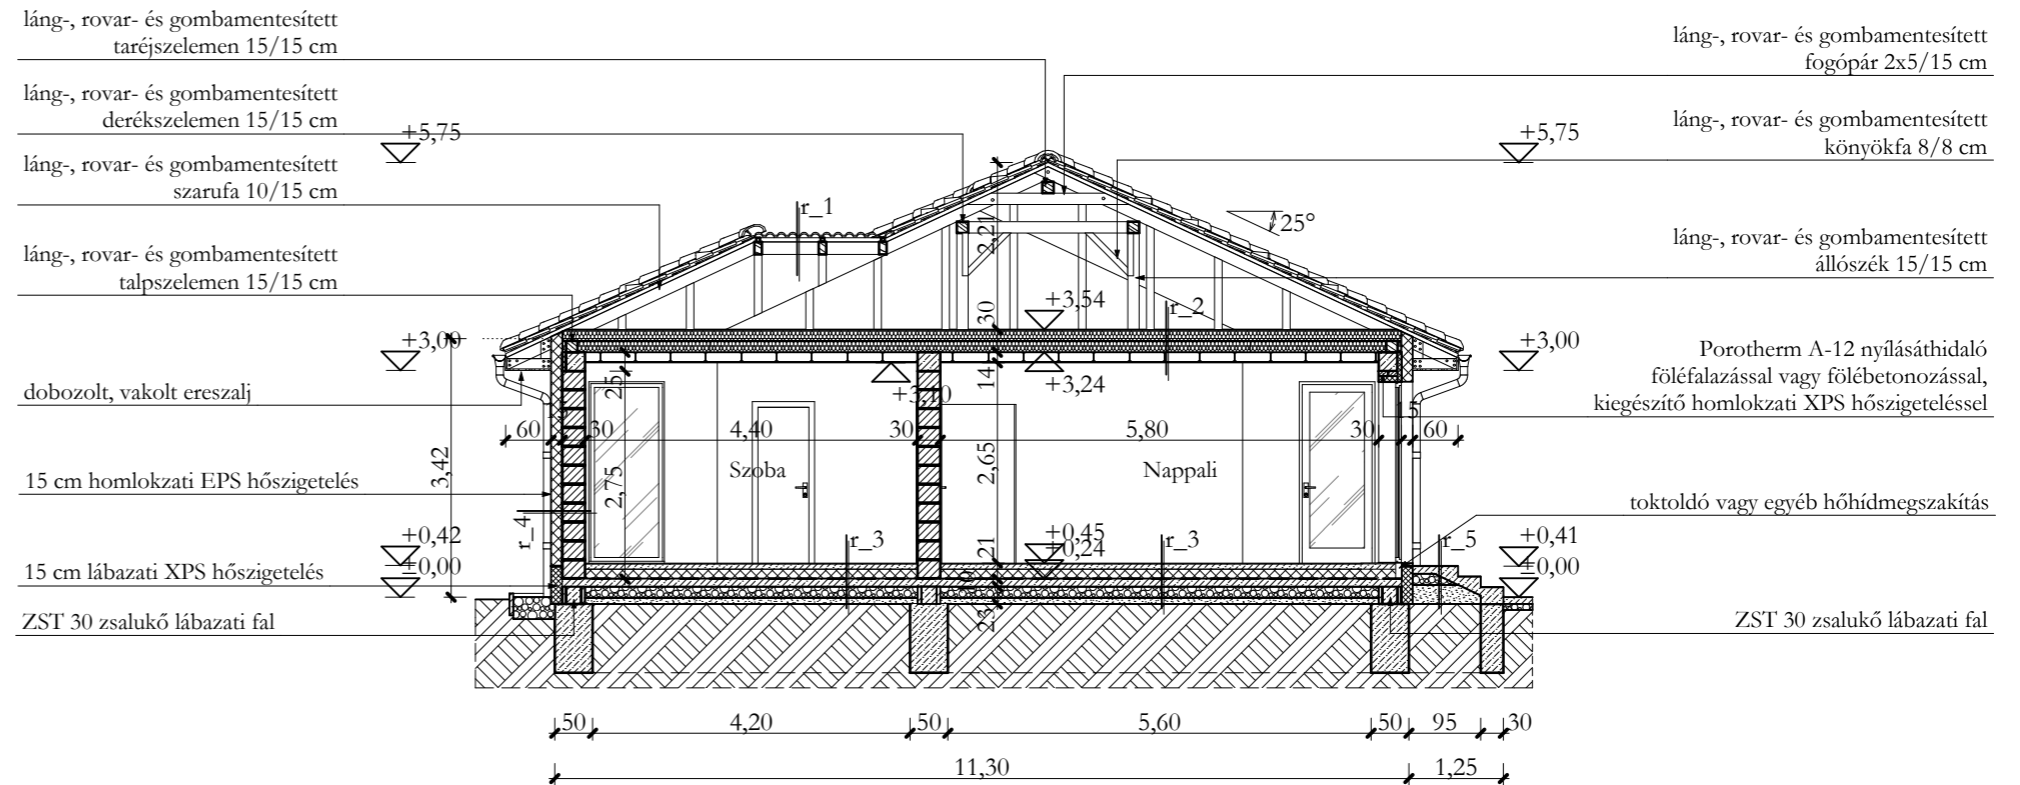 láng-, rovar- és gombamentesített
taréjszelemen 15/15 cm
láng-, rovar- és gombamentesített
derékszelemen 15/15 cm
láng-, rovar- és gombamentesített
szarufa 10/15 cm
láng-, rovar- és gombamentesített
talpszelemen 15/15 cm
dobozolt, vakolt ereszalj
15 cm homlokzati EPS hőszigetelés
15 cm lábazati XPS hőszigetelés
ZST 30 zsalukő lábazati fal
láng-, rovar- és gombamentesített
fogópár 2x5/15 cm
láng-, rovar- és gombamentesített
könyökfa 8/8 cm
láng-, rovar- és gombamentesített
állószék 15/15 cm
Porotherm A-12 nyílásáthidaló
föléfalazással vagy fölébetonozással,
kiegészítő homlokzati XPS hőszigeteléssel
toktoldó vagy egyéb hőhídmegszakítás
ZST 30 zsalukő lábazati fal
+5,75
+5,75
r_1
25°
2,21
30
+3,54
r_2
+3,00
+3,00
14
+3,24
+3,10
25
15
60
30
4,40
30
5,80
30
60
3,42
2,75
2,65
Szoba
Nappali
r_4
+0,42
±0,00
r_3
+0,45
+0,24
21
r_3
r_5
+0,41
±0,00
10
23
50
4,20
50
5,60
50
95
30
11,30
1,25